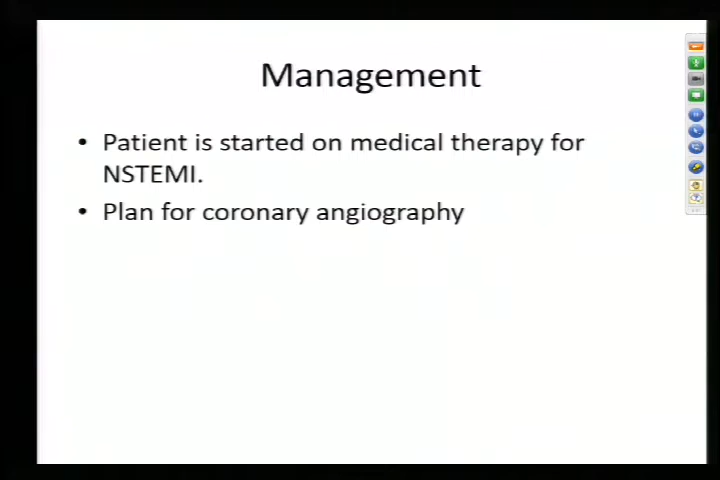 Management
• Patient is started on medical therapy for
NSTEMI.
• Plan for coronary angiography